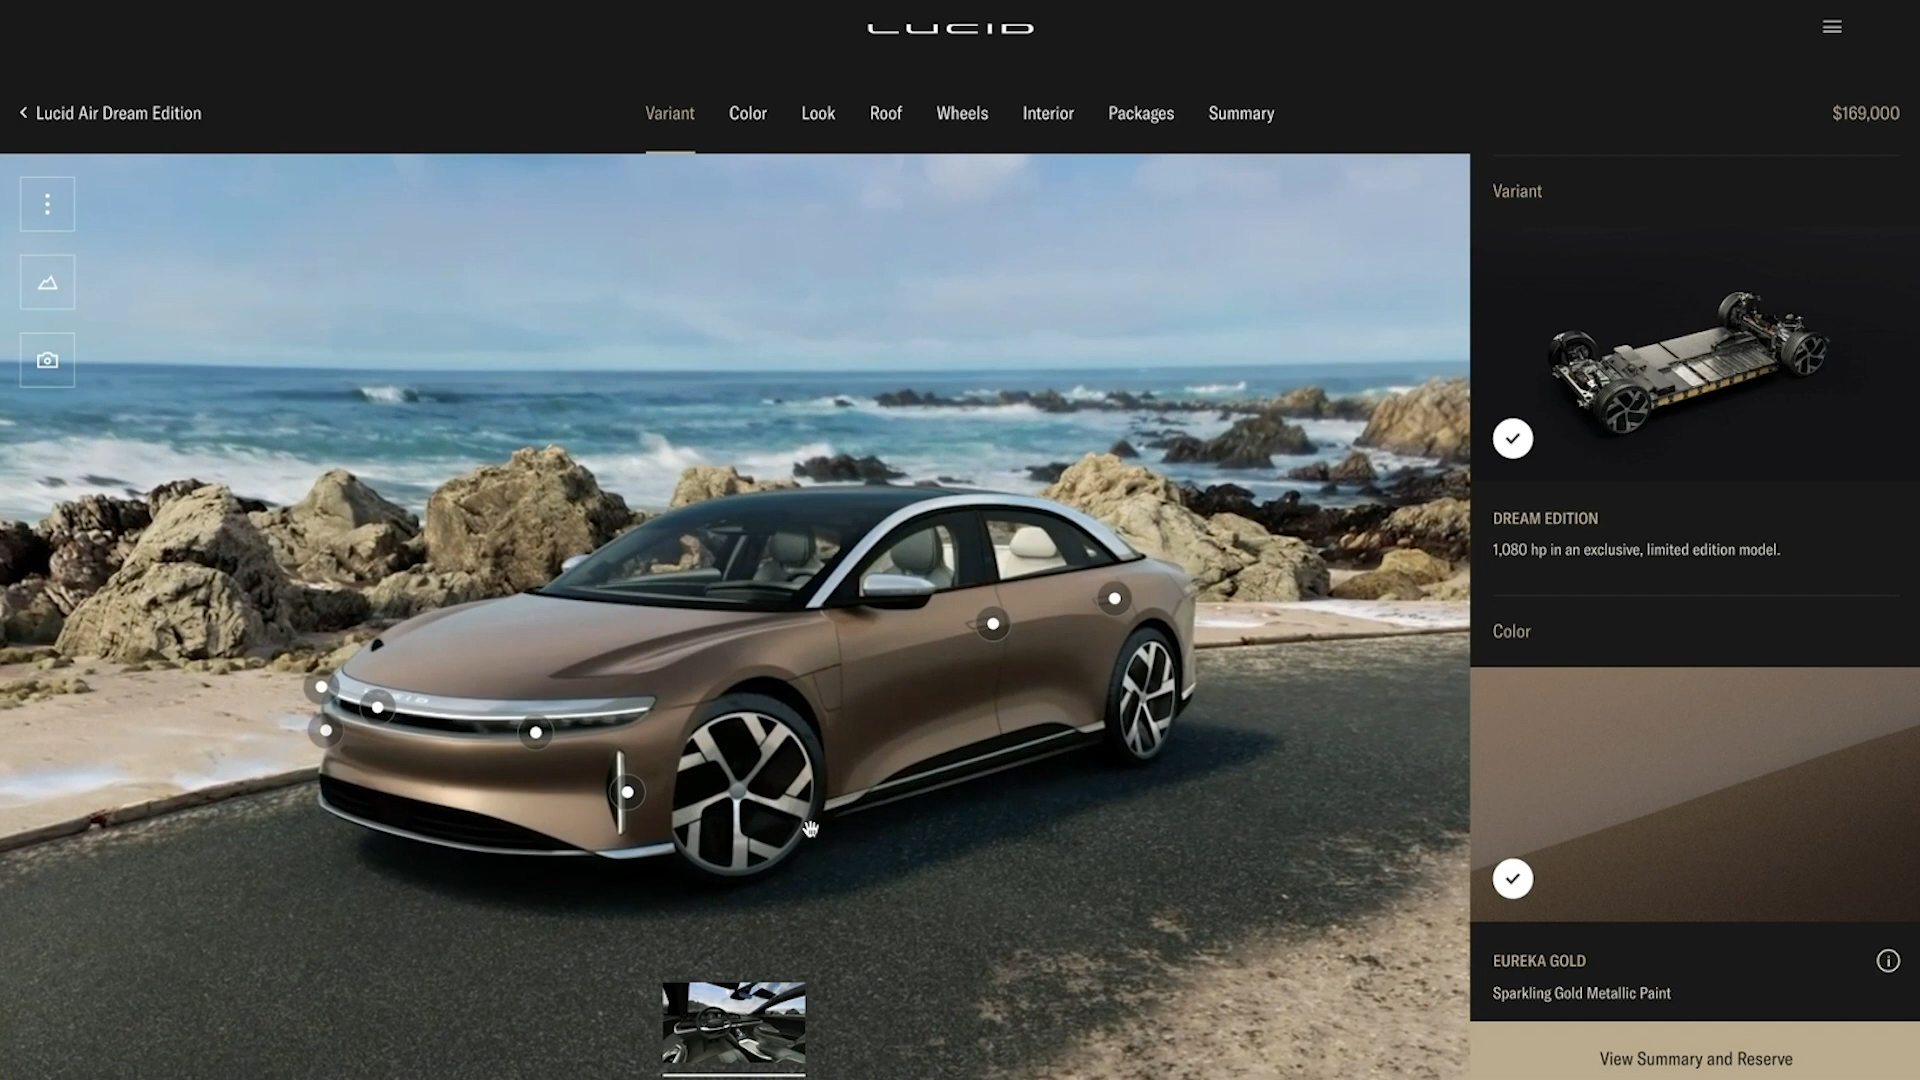 LUCID
Lucid Air Dream Edition
Variant
Color
Look
Roof
Wheels
Interior
Packages
Summary
$169,000
Variant
DREAM EDITION
1,080 hp in an exclusive, limited edition model.
Color
EUREKA GOLD
Sparkling Gold Metallic Paint
View Summary and Reserve